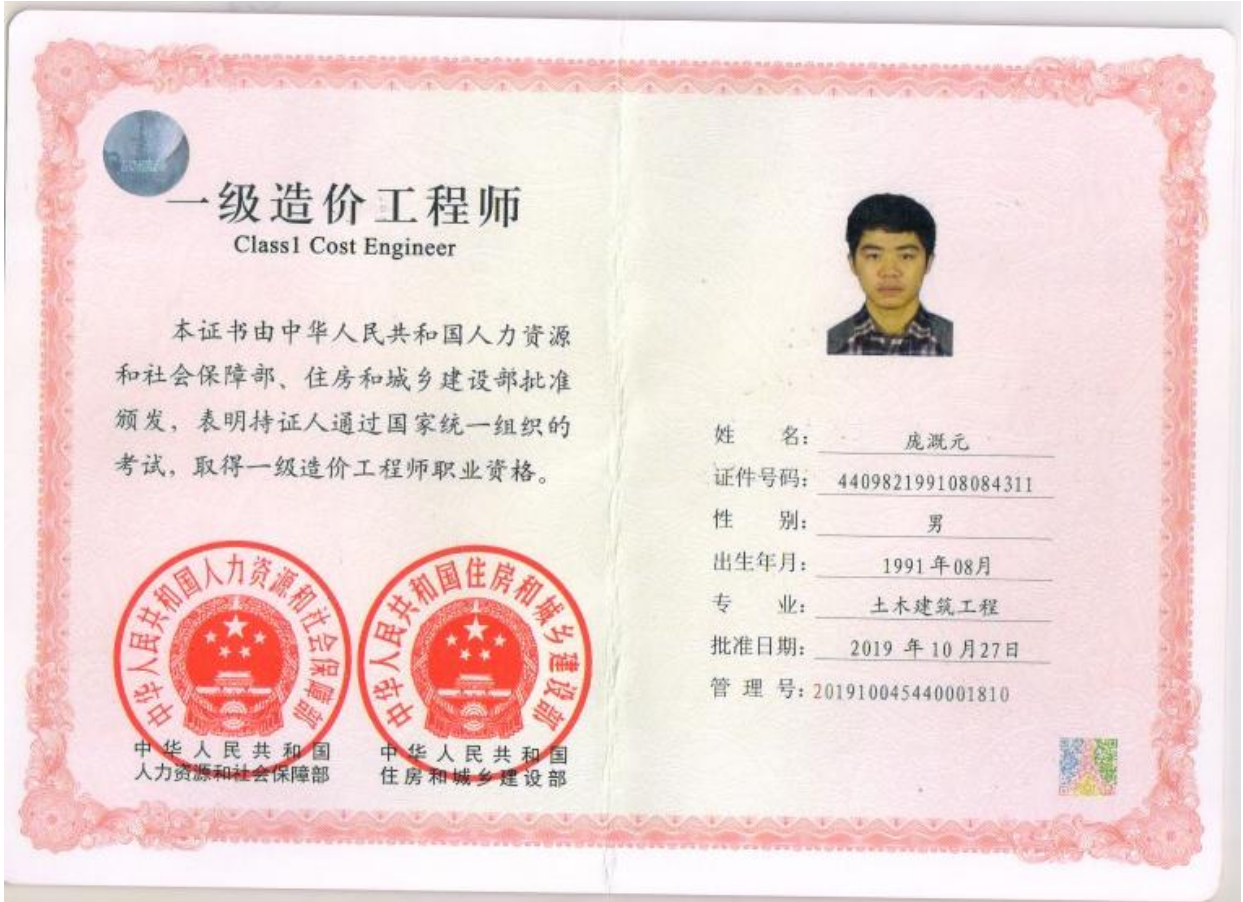 一级造价工程师
Class1 Cost Engineer
本证书由中华人民共和国人力资源
和社会保障部、住房和城乡建设部批准
颁发，表明持证人通过国家统一组织的
考试，取得一级造价工程师职业资格。
中华人民共和国人力资源和社会保障部
中华人民共和国住房和城乡建设部
中华人民共和国
人力资源和社会保障部
中华人民共和国
住房和城乡建设部
姓 名： 庞溉元
证件号码： 440982199108084311
性 别： 男
出生年月： 1991年08月
专 业： 土木建筑工程
批准日期： 2019 年10月27日
管 理 号：201910045440001810